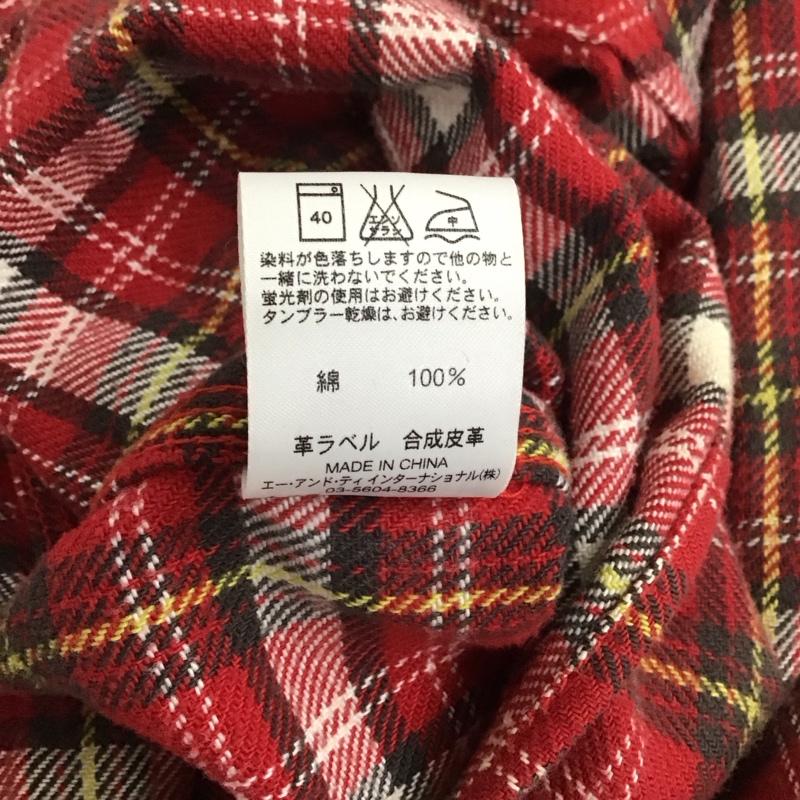 40 エンソ 中
サラシ
染料が色落ちしますので他の物と
一緒に洗わないでください。
蛍光剤の使用はお避けください。
タンブラー乾燥は、お避けください。
綿 100%
革ラベル 合成皮革
MADE IN CHINA
エー・アンド・ティ インターナショナル(株)
03-5604-8366